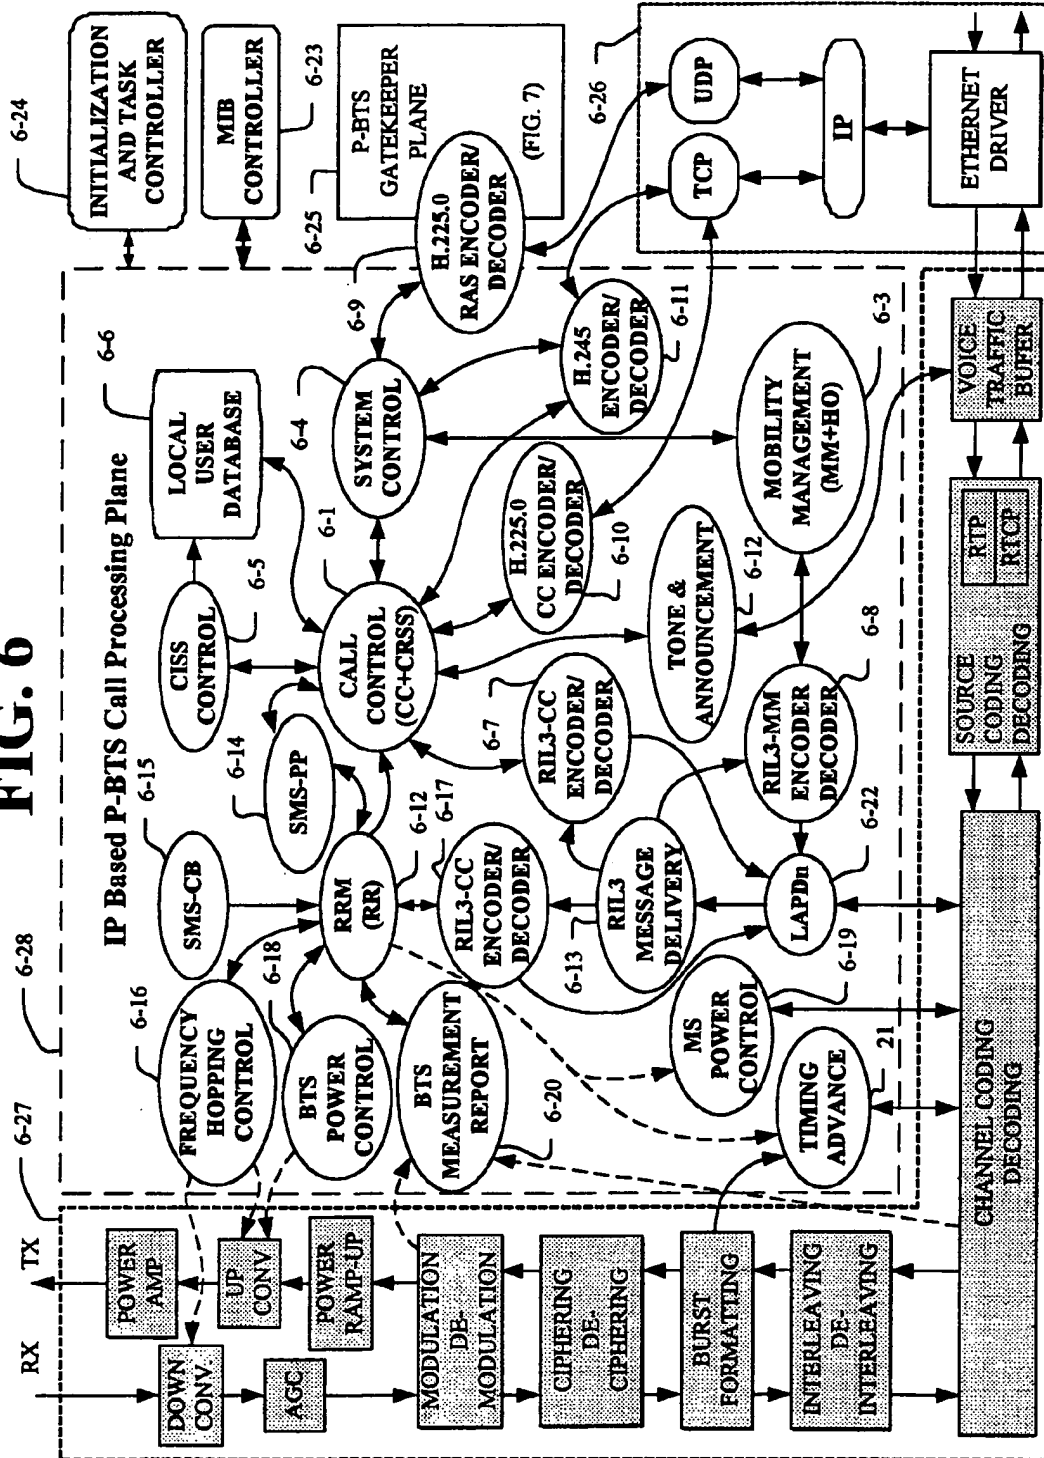 FIG. 6
IP Based P-BTS Call Processing Plane
6-27
6-28
RX
TX
DOWN
CONV.
POWER
AMP
AGC
UP
CONV
POWER
RAMP-UP
MODULATION
DE-
MODULATION
CIPHERING
DE-
CIPHERING
BURST
FORMATTING
INTERLEAVING
DE-
INTERLEAVING
CHANNEL CODING
DECODING
6-16
FREQUENCY
HOPPING
CONTROL
6-18
BTS
POWER
CONTROL
BTS
MEASUREMENT
REPORT
6-20
MS
POWER
CONTROL
6-19
TIMING
ADVANCE
21
6-15
SMS-CB
6-14
SMS-PP
RRM
(RR)
6-12
6-17
RIL3-CC
ENCODER/
DECODER
6-13
RIL3
MESSAGE
DELIVERY
LAPDn
6-22
6-5
CISS
CONTROL
6-6
LOCAL
USER
DATABASE
6-1
CALL
CONTROL
(CC+CRSS)
6-7
RIL3-CC
ENCODER/
DECODER
RIL3-MM
ENCODER
DECODER
6-8
6-4
SYSTEM
CONTROL
H.225.0
CC ENCODER/
DECODER
6-10
TONE &
ANNOUNCEMENT
6-12
H.245
ENCODER/
DECODER
6-11
MOBILITY
MANAGEMENT
(MM+HO)
6-3
6-9
H.225.0
RAS ENCODER/
DECODER
6-25
P-BTS
GATEKEEPER
PLANE
(FIG. 7)
6-24
INITIALIZATION
AND TASK
CONTROLLER
MIB
CONTROLLER
6-23
6-26
TCP
UDP
IP
ETHERNET
DRIVER
VOICE
TRAFFIC
BUFER
SOURCE
CODING
DECODING
RTP
RTCP